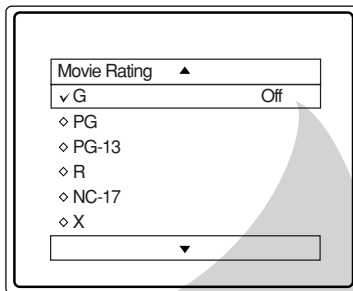 Movie Rating ▲
✓ G Off
◇ PG
◇ PG-13
◇ R
◇ NC-17
◇ X
▼